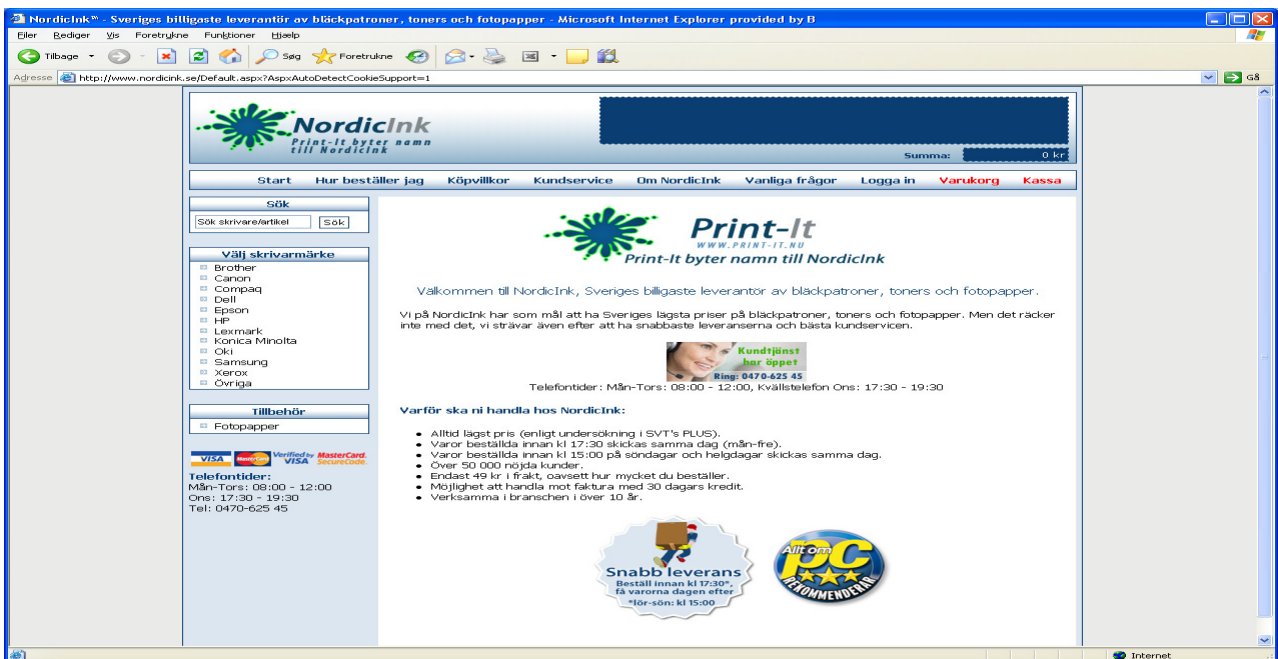 NordicInk™ - Sveriges billigaste leverantör av bläckpatroner, toners och fotopapper - Microsoft Internet Explorer provided by B
Filer Rediger Vis Foretrukne Funktioner Hjælp
Tilbage Søg Foretrukne
Adresse http://www.nordicink.se/Default.aspx?AspxAutoDetectCookieSupport=1 Gå
NordicInk
Print-It byter namn
till NordicInk
Summa: 0 kr
Start Hur beställer jag Köpvillkor Kundservice Om NordicInk Vanliga frågor Logga in Varukorg Kassa
Sök
Sök skrivare/artikel Sök
Välj skrivarmärke
Brother
Canon
Compaq
Dell
Epson
HP
Lexmark
Konica Minolta
Oki
Samsung
Xerox
Övriga
Tillbehör
Fotopapper
VISA MasterCard Verified by VISA MasterCard. SecureCode.
Telefontider:
Mån-Tors: 08:00 - 12:00
Ons: 17:30 - 19:30
Tel: 0470-625 45
Print-It
WWW.PRINT-IT.NU
Print-It byter namn till NordicInk
Välkommen till NordicInk, Sveriges billigaste leverantör av bläckpatroner, toners och fotopapper.
Vi på NordicInk har som mål att ha Sveriges lägsta priser på bläckpatroner, toners och fotopapper. Men det räcker
inte med det, vi strävar även efter att ha snabbaste leveranserna och bästa kundservicen.
Kundtjänst
har öppet
Ring: 0470-625 45
Telefontider: Mån-Tors: 08:00 - 12:00, Kvällstelefon Ons: 17:30 - 19:30
Varför ska ni handla hos NordicInk:
Alltid lägst pris (enligt undersökning i SVT's PLUS).
Varor beställda innan kl 17:30 skickas samma dag (mån-fre).
Varor beställda innan kl 15:00 på söndagar och helgdagar skickas samma dag.
Över 50 000 nöjda kunder.
Endast 49 kr i frakt, oavsett hur mycket du beställer.
Möjlighet att handla mot faktura med 30 dagars kredit.
Verksamma i branschen i över 10 år.
Snabb leverans
Beställ innan kl 17:30*,
få varorna dagen efter
*lör-sön: kl 15:00
Allt om
pc
REKOMMENDERAR
Internet